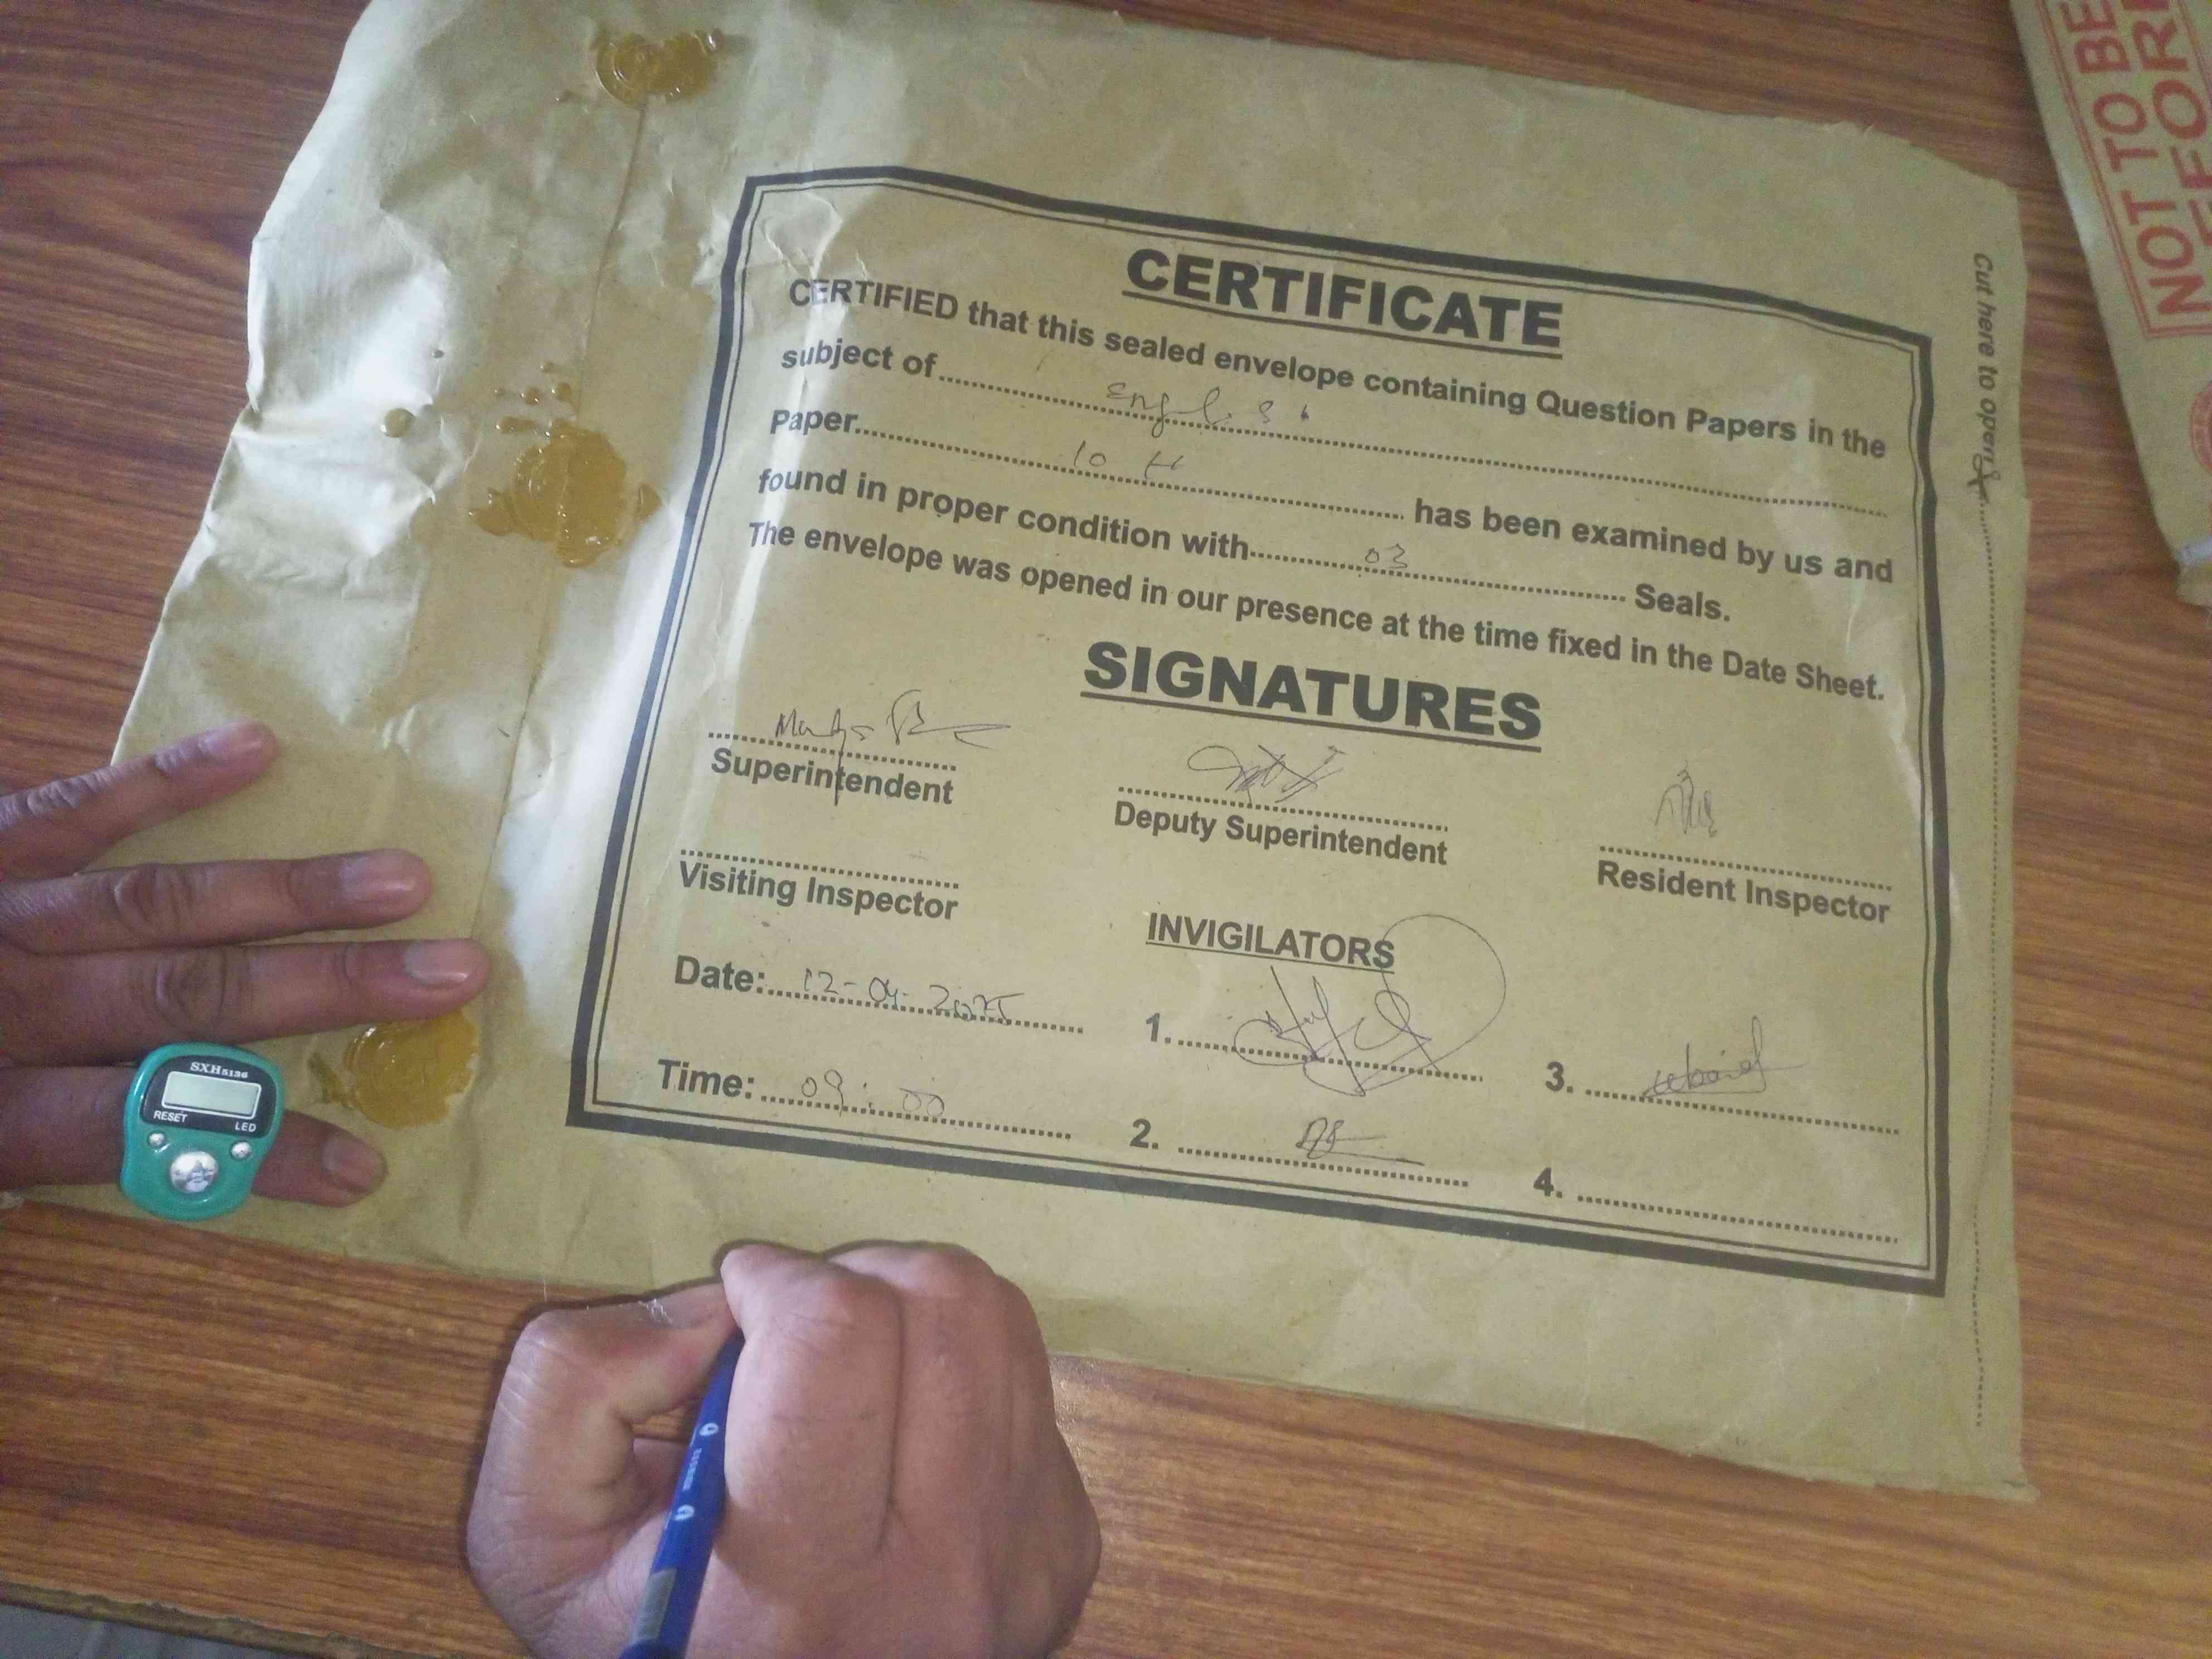 CERTIFICATE
CERTIFIED that this sealed envelope containing Question Papers in the
subject of.......... English ..........
Paper.......... 10th .......... has been examined by us and
found in proper condition with.......... 03 .......... Seals.
The envelope was opened in our presence at the time fixed in the Date Sheet.
SIGNATURES
Superintendent
Deputy Superintendent
Resident Inspector
Visiting Inspector
INVIGILATORS
Date: 12-04-2025
1.
3.
Time: 09:00
2.
4.
Cut here to open
NOT TO BE
SXH5136
RESET
LED